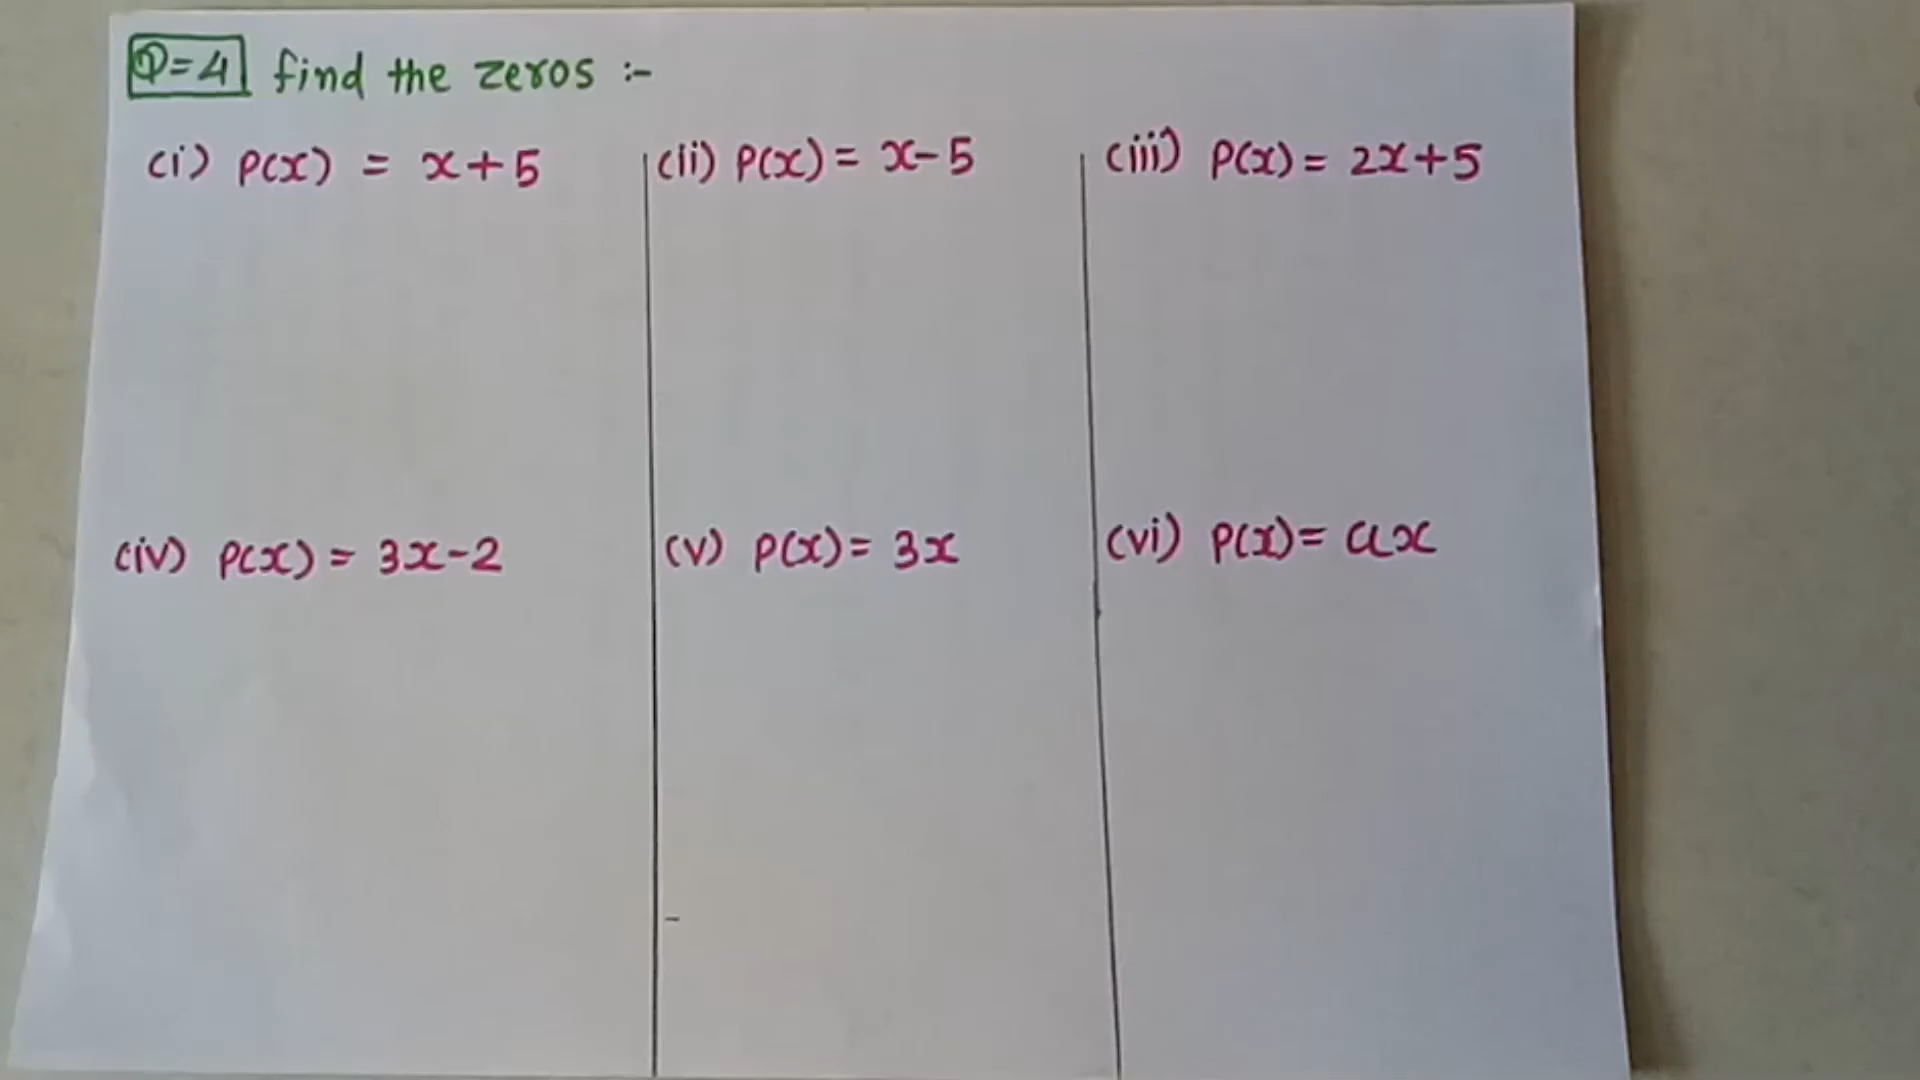 Q=4 find the zeros :-
(i) P(x) = x+5
(ii) P(x) = x-5
(iii) P(x) = 2x+5
(iv) P(x) = 3x-2
(v) P(x) = 3x
(vi) P(x) = ax